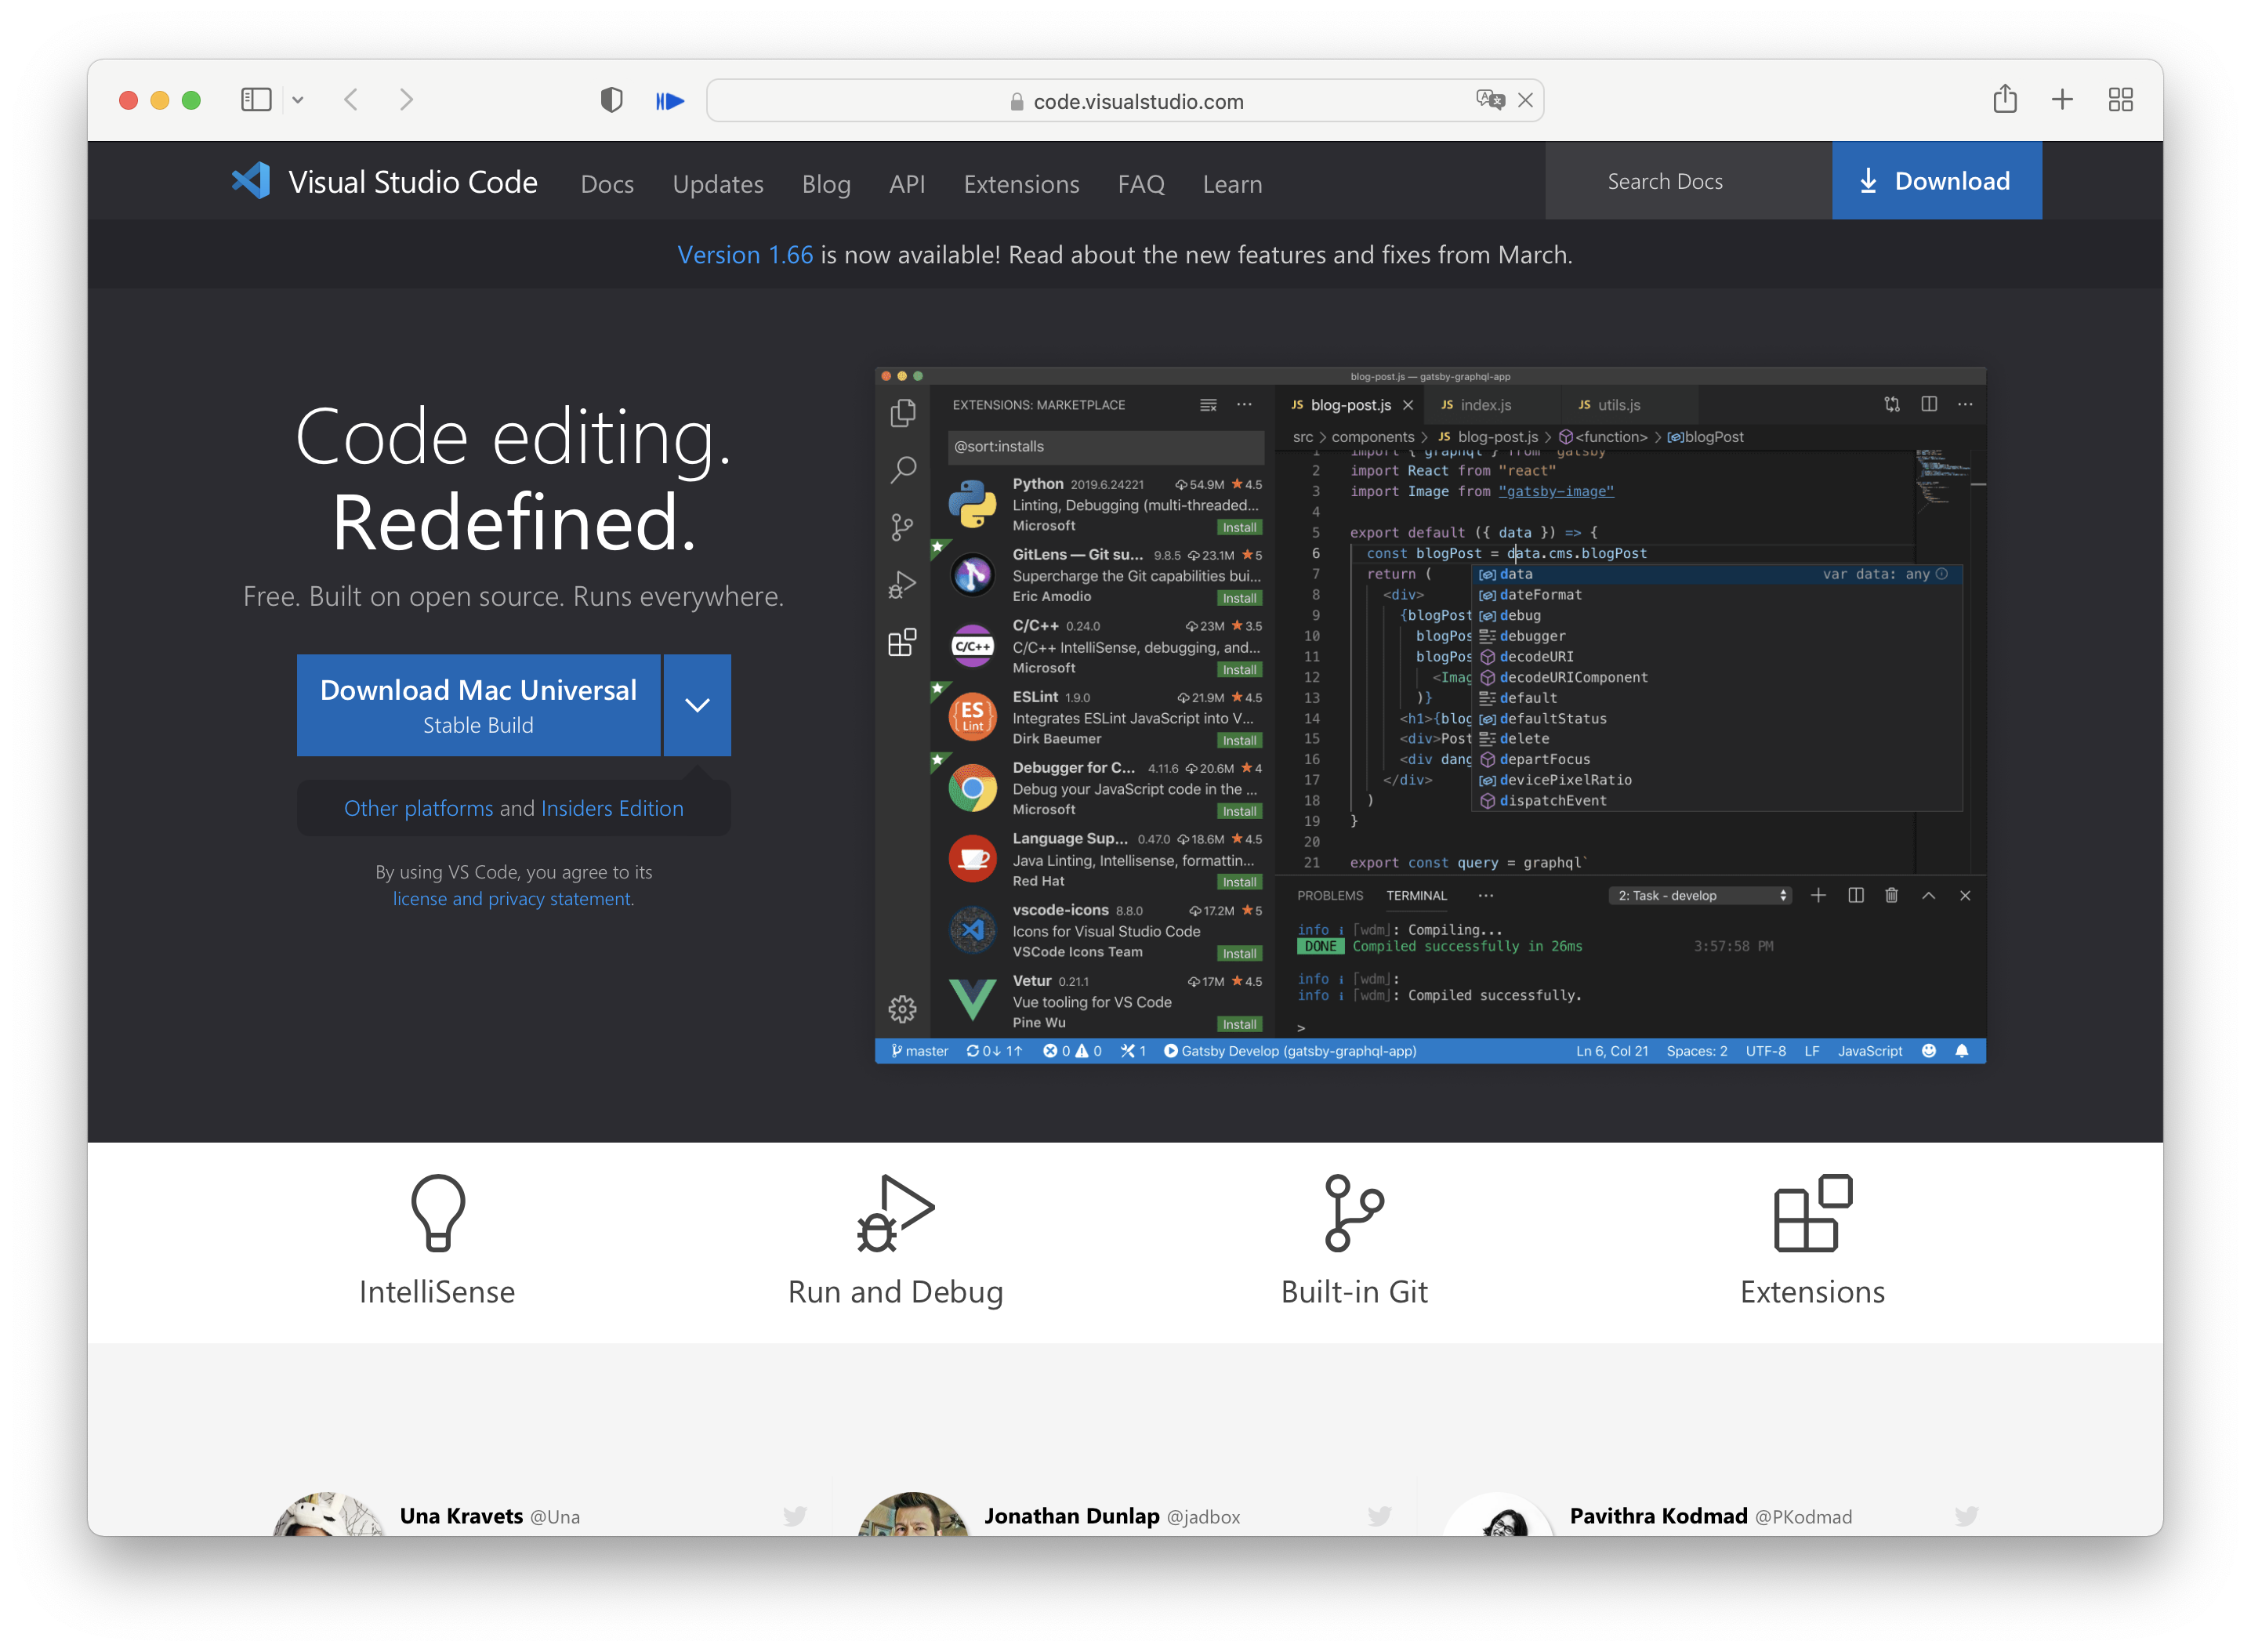 code.visualstudio.com
Visual Studio Code Docs Updates Blog API Extensions FAQ Learn Search Docs Download
Version 1.66 is now available! Read about the new features and fixes from March.
Code editing.
Redefined.
Free. Built on open source. Runs everywhere.
Download Mac Universal
Stable Build
Other platforms and Insiders Edition
By using VS Code, you agree to its
license and privacy statement.
blog-post.js — gatsby-graphql-app
EXTENSIONS: MARKETPLACE
@sort:installs
Python 2019.6.24221 54.9M 4.5
Linting, Debugging (multi-threaded...
Microsoft Install
GitLens — Git su... 9.8.5 23.1M 5
Supercharge the Git capabilities bui...
Eric Amodio Install
C/C++
C/C++ 0.24.0 23M 3.5
C/C++ IntelliSense, debugging, and...
Microsoft Install
ES
Lint
ESLint 1.9.0 21.9M 4.5
Integrates ESLint JavaScript into V...
Dirk Baeumer Install
Debugger for C... 4.11.6 20.6M 4
Debug your JavaScript code in the ...
Microsoft Install
Language Sup... 0.47.0 18.6M 4.5
Java Linting, Intellisense, formattin...
Red Hat Install
vscode-icons 8.8.0 17.2M 5
Icons for Visual Studio Code
VSCode Icons Team Install
Vetur 0.21.1 17M 4.5
Vue tooling for VS Code
Pine Wu Install
JS blog-post.js JS index.js JS utils.js
src > components > JS blog-post.js > <function> > blogPost
1 import { graphql } from "gatsby"
2 import React from "react"
3 import Image from "gatsby-image"
4
5 export default ({ data }) => {
6 const blogPost = data.cms.blogPost
7 return (
8 <div>
9 {blogPost
10 blogPos
11 blogPos
12 <Imag
13 )}
14 <h1>{blog
15 <div>Post
16 <div dang
17 </div>
18 )
19 }
20
21 export const query = graphql`
data var data: any
dateFormat
debug
debugger
decodeURI
decodeURIComponent
default
defaultStatus
delete
departFocus
devicePixelRatio
dispatchEvent
PROBLEMS TERMINAL ... 2: Task - develop
info i ｢wdm｣: Compiling...
DONE Compiled successfully in 26ms 3:57:58 PM
info i ｢wdm｣:
info i ｢wdm｣: Compiled successfully.
>
master 0↓ 1↑ 0 0 1 Gatsby Develop (gatsby-graphql-app) Ln 6, Col 21 Spaces: 2 UTF-8 LF JavaScript
IntelliSense Run and Debug Built-in Git Extensions
Una Kravets @Una Jonathan Dunlap @jadbox Pavithra Kodmad @PKodmad